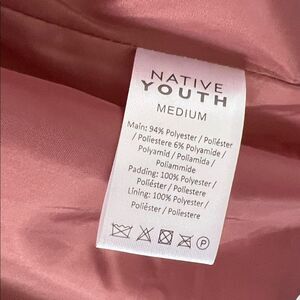 NATIVE
YOUTH
MEDIUM
Main: 94% Polyester / Poliéster
/ Poliestere 6% Polyamide /
Polyamid / Poliamida /
Poliammide
Padding: 100% Polyester /
Poliéster / Poliestere
Lining: 100% Polyester /
Poliéster / Poliestere
P